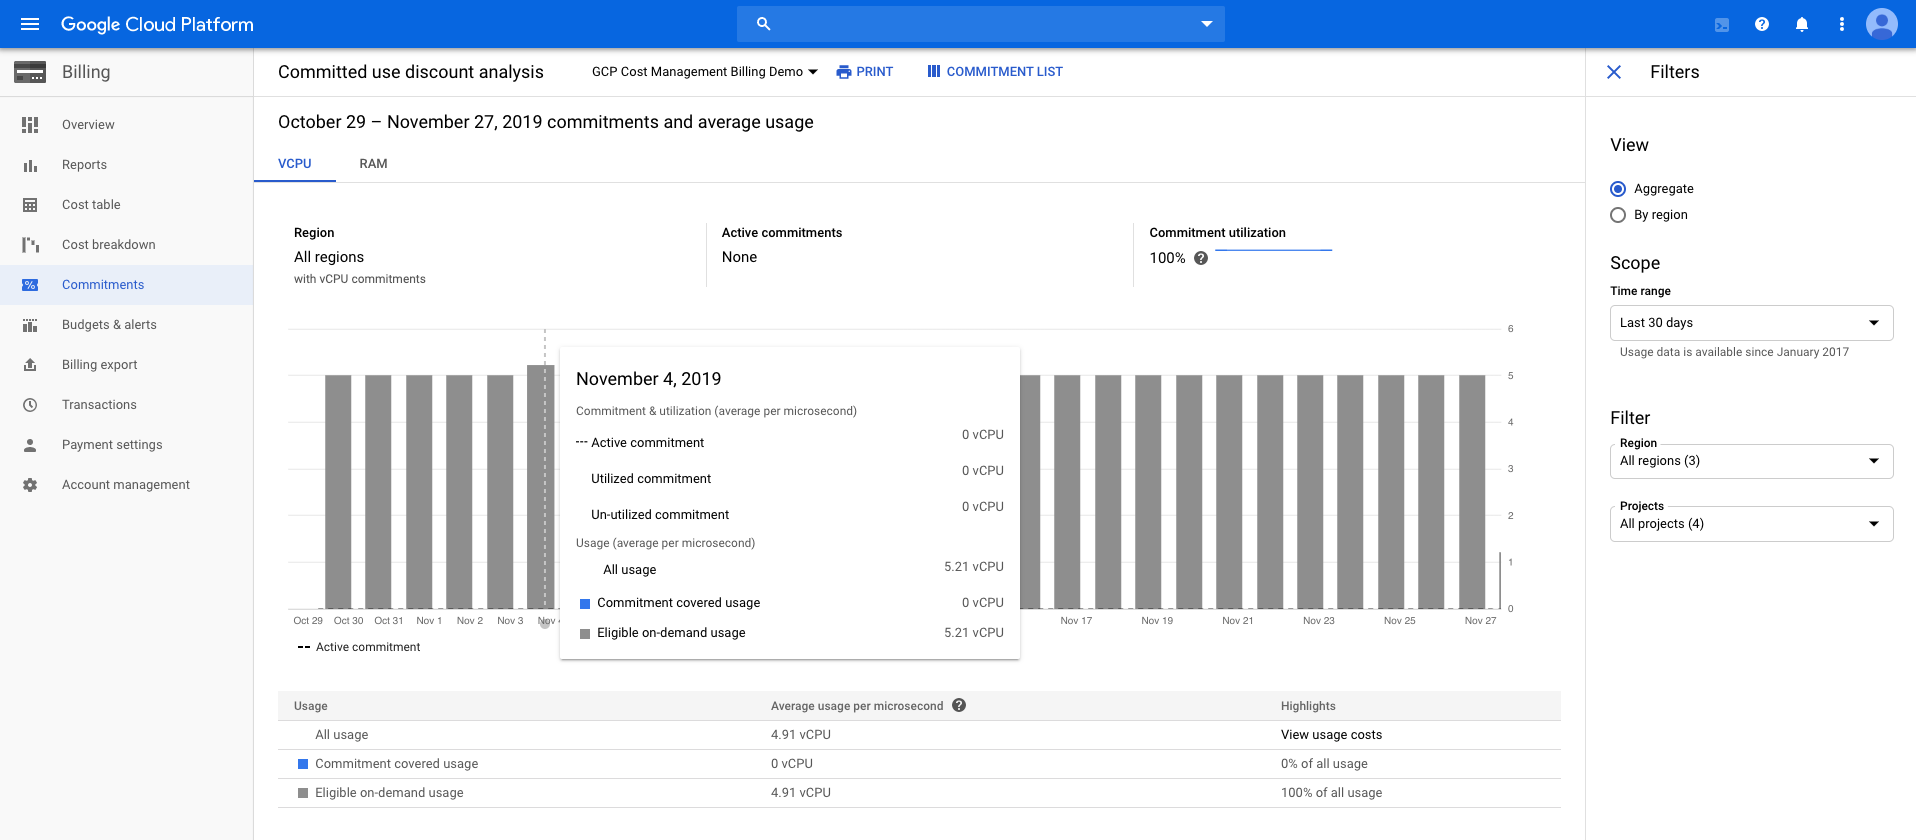 Google Cloud Platform
Billing
Overview
Reports
Cost table
Cost breakdown
Commitments
Budgets & alerts
Billing export
Transactions
Payment settings
Account management
Committed use discount analysis
GCP Cost Management Billing Demo
PRINT
COMMITMENT LIST
October 29 – November 27, 2019 commitments and average usage
VCPU
RAM
Region
All regions
with vCPU commitments
Active commitments
None
Commitment utilization
100%
6
5
4
3
2
1
0
November 4, 2019
Commitment & utilization (average per microsecond)
Active commitment 0 vCPU
Utilized commitment 0 vCPU
Un-utilized commitment 0 vCPU
Usage (average per microsecond)
All usage 5.21 vCPU
Commitment covered usage 0 vCPU
Eligible on-demand usage 5.21 vCPU
Oct 29 Oct 30 Oct 31 Nov 1 Nov 2 Nov 3 Nov Nov 17 Nov 19 Nov 21 Nov 23 Nov 25 Nov 27
Active commitment
Usage Average usage per microsecond Highlights
All usage 4.91 vCPU View usage costs
Commitment covered usage 0 vCPU 0% of all usage
Eligible on-demand usage 4.91 vCPU 100% of all usage
Filters
View
Aggregate
By region
Scope
Time range
Last 30 days
Usage data is available since January 2017
Filter
Region
All regions (3)
Projects
All projects (4)